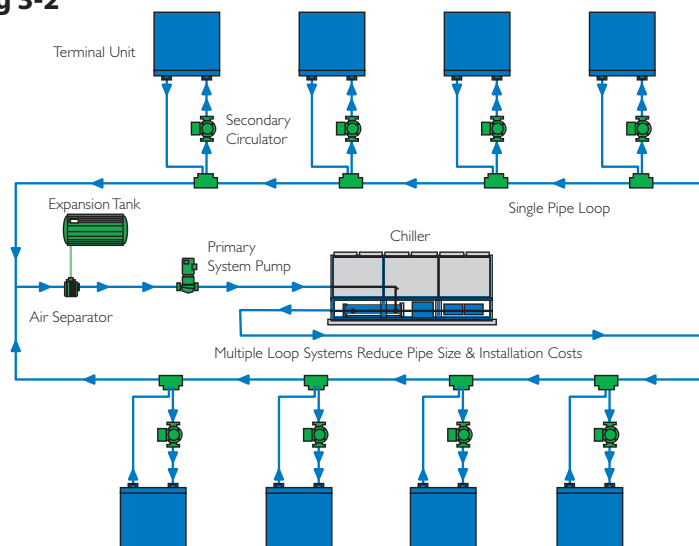 g 3-2
Terminal Unit
Secondary
Circulator
Single Pipe Loop
Expansion Tank
Primary
System Pump
Chiller
Air Separator
Multiple Loop Systems Reduce Pipe Size & Installation Costs